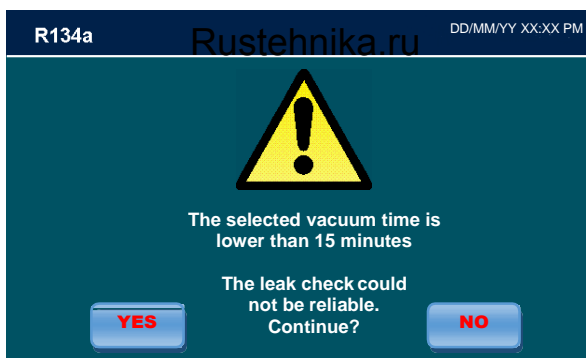 R134a
Rustehnika.ru
DD/MM/YY XX:XX PM
The selected vacuum time is
lower than 15 minutes
The leak check could
not be reliable.
Continue?
YES
NO